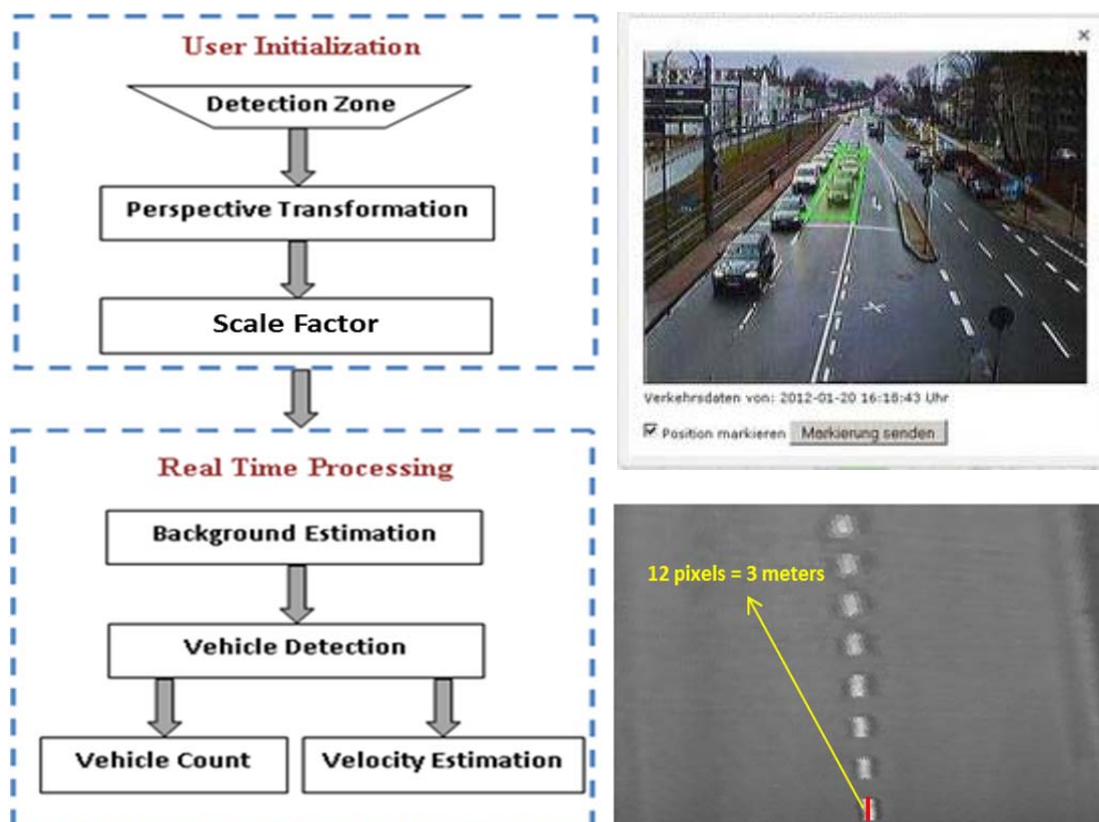 User Initialization
Detection Zone
Perspective Transformation
Scale Factor
Real Time Processing
Background Estimation
Vehicle Detection
Vehicle Count
Velocity Estimation
×
Verkehrsdaten von: 2012-01-20 16:18:43 Uhr
Position markieren Markierung senden
12 pixels = 3 meters